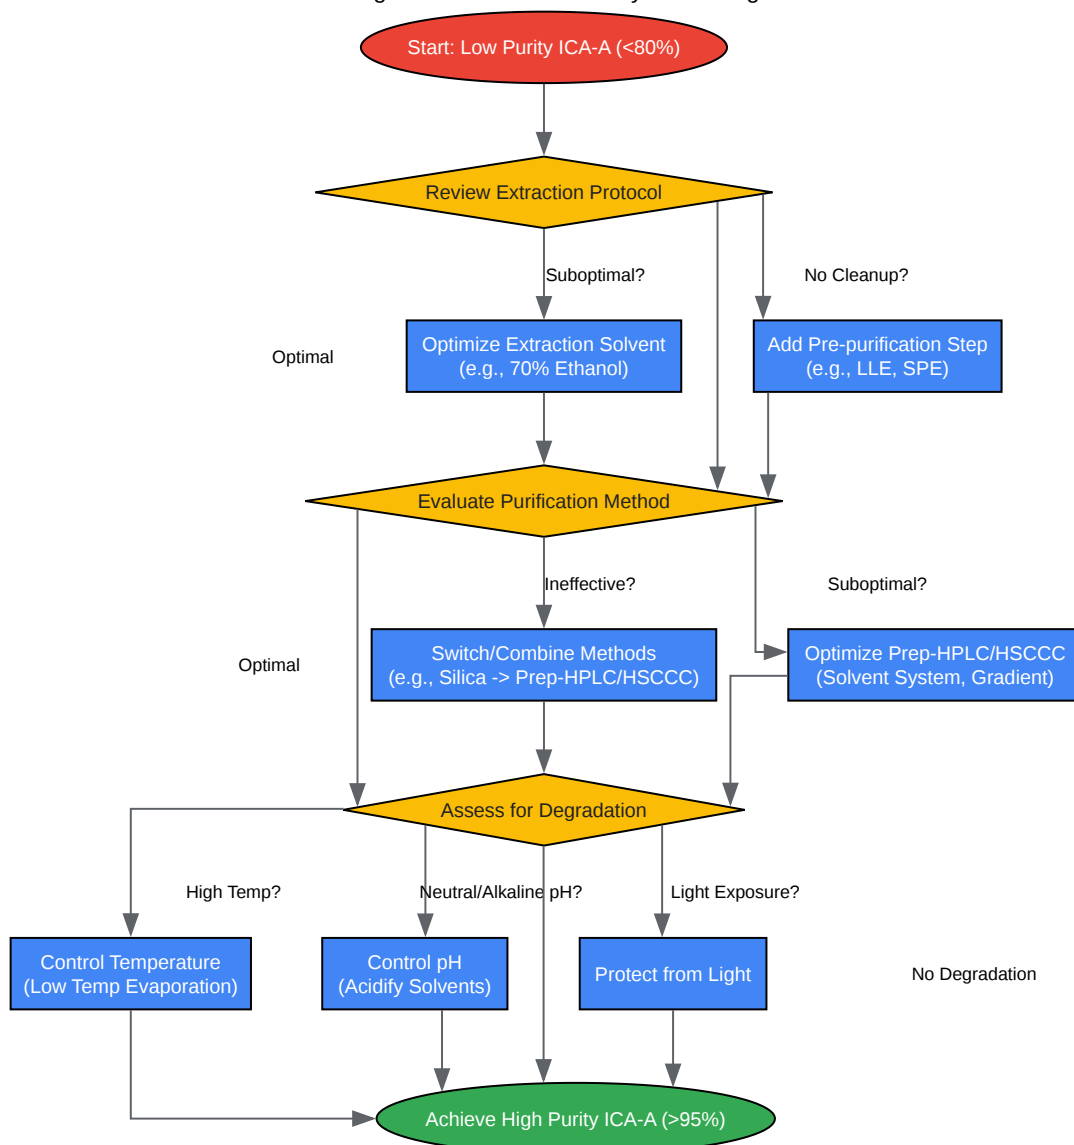 Start: Low Purity ICA-A (<80%)
Review Extraction Protocol
Suboptimal?
No Cleanup?
Optimal
Optimize Extraction Solvent
(e.g., 70% Ethanol)
Add Pre-purification Step
(e.g., LLE, SPE)
Evaluate Purification Method
Ineffective?
Suboptimal?
Optimal
Switch/Combine Methods
(e.g., Silica -> Prep-HPLC/HSCCC)
Optimize Prep-HPLC/HSCCC
(Solvent System, Gradient)
Assess for Degradation
High Temp?
Neutral/Alkaline pH?
Light Exposure?
Control Temperature
(Low Temp Evaporation)
Control pH
(Acidify Solvents)
Protect from Light
No Degradation
Achieve High Purity ICA-A (>95%)